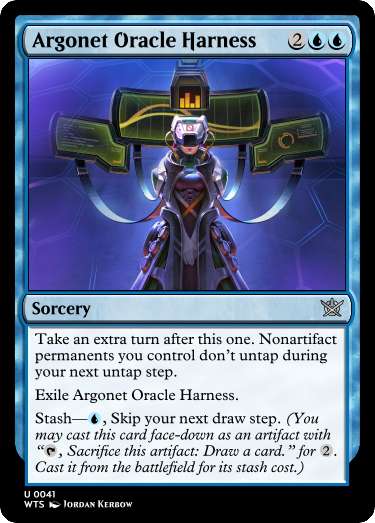 Argonet Oracle Harness 2
Sorcery
Take an extra turn after this one. Nonartifact
permanents you control don't untap during
your next untap step.
Exile Argonet Oracle Harness.
Stash—, Skip your next draw step. (You
may cast this card face-down as an artifact with
“, Sacrifice this artifact: Draw a card.” for 2.
Cast it from the battlefield for its stash cost.)
U 0041
WTS Jordan Kerbow